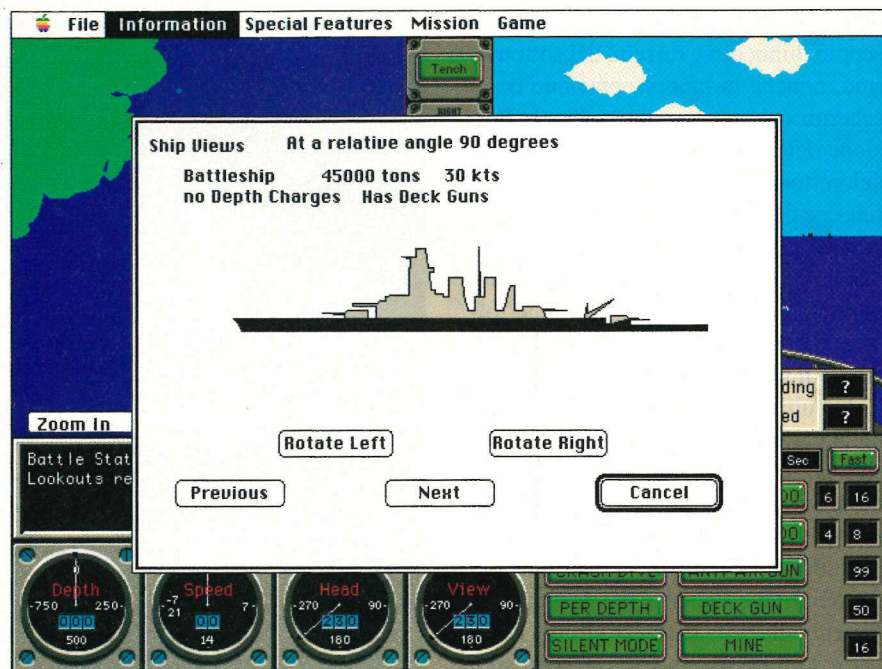 File Information Special Features Mission Game
Tench
RIGHT
Ship Views At a relative angle 90 degrees
Battleship 45000 tons 30 kts
no Depth Charges Has Deck Guns
ding ?
ed ?
Zoom In
Rotate Left Rotate Right
Battle Stat
Lookouts re
Sec Fast
Previous Next Cancel
DO 6 16
DO 4 8
99
Depth
-750 250-
000
500
Speed
-7
21 7-
00
14
Head
-270 90-
230
180
View
-270 90-
230
180
PER DEPTH DECK GUN 50
SILENT MODE MINE 16